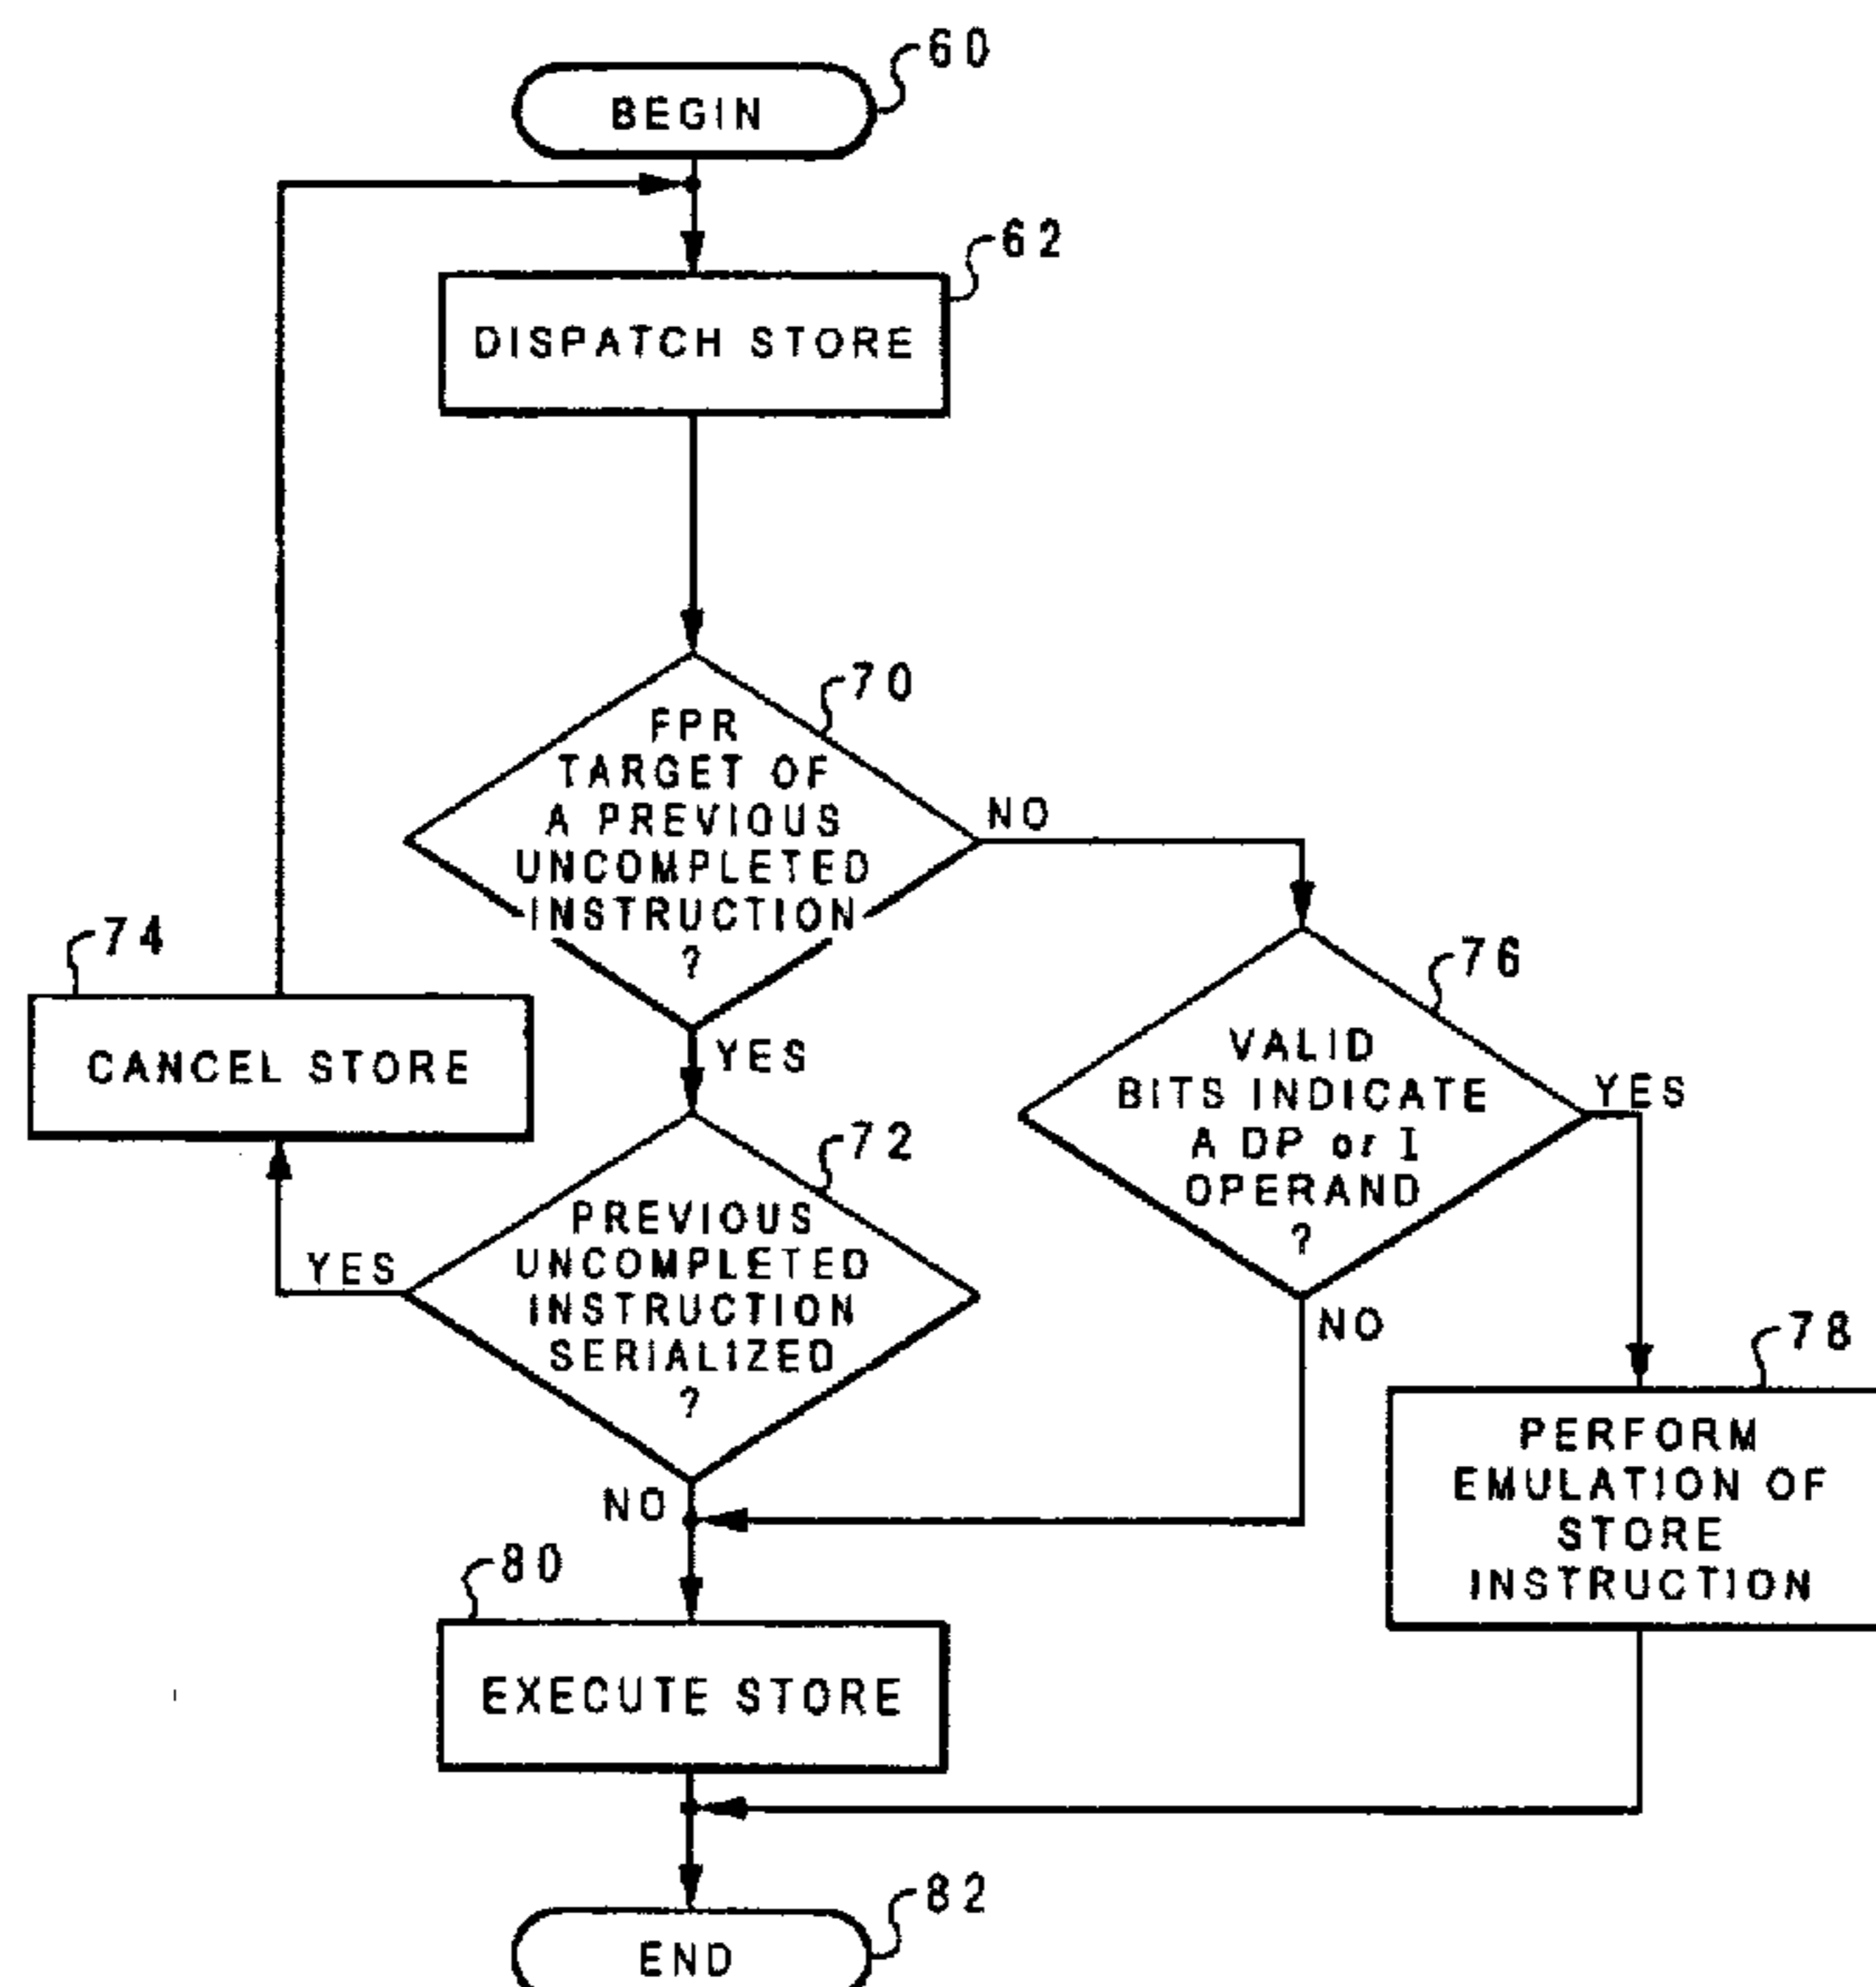 60
BEGIN
62
DISPATCH STORE
70
FPR
TARGET OF
A PREVIOUS
UNCOMPLETED
INSTRUCTION
?
NO
YES
74
CANCEL STORE
76
VALID
BITS INDICATE
A DP or I
OPERAND
?
YES
NO
72
PREVIOUS
UNCOMPLETED
INSTRUCTION
SERIALIZED
?
YES
NO
78
PERFORM
EMULATION OF
STORE
INSTRUCTION
80
EXECUTE STORE
82
END